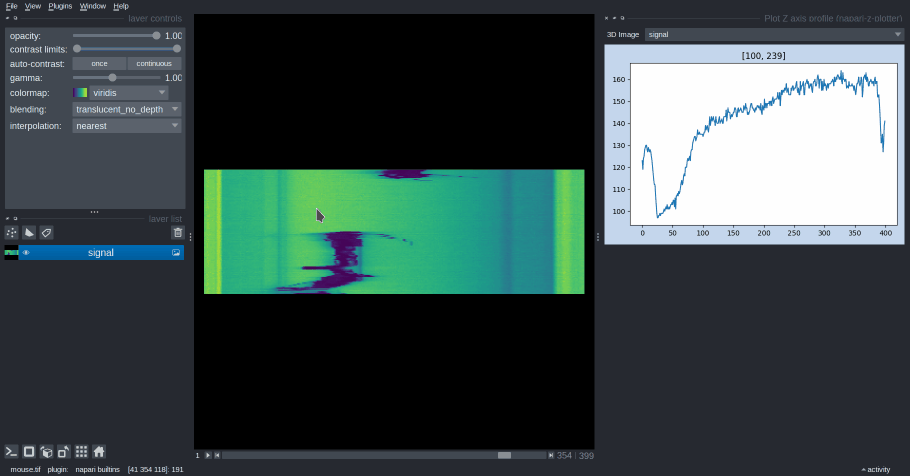 File View Plugins Window Help
layer controls
opacity: 1.00
contrast limits:
auto-contrast: once continuous
gamma: 1.00
colormap: viridis
blending: translucent_no_depth
interpolation: nearest
layer list
signal
Plot Z axis profile (napari-z-plotter)
3D Image signal
[100, 239]
160
150
140
130
120
110
100
0 50 100 150 200 250 300 350 400
1 354 399
mouse.tif plugin: napari builtins [41 354 118]: 191
activity